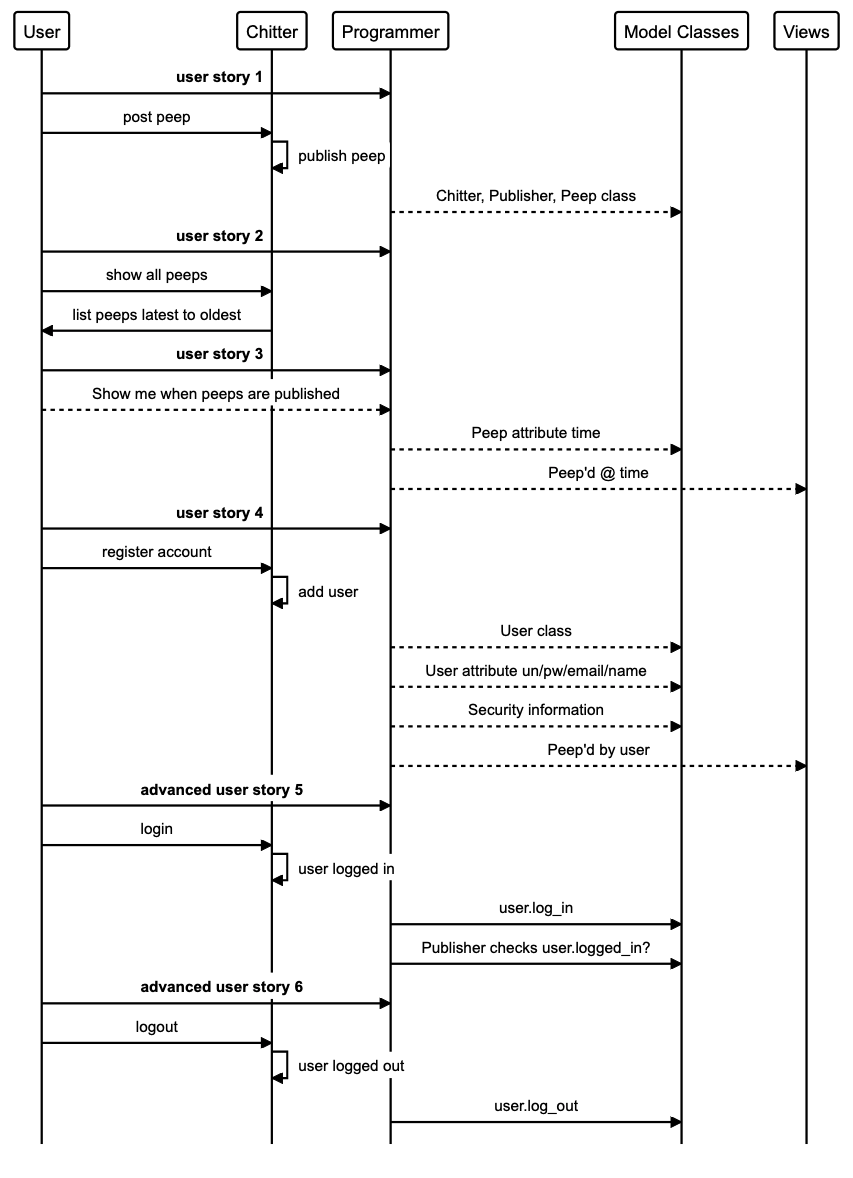 User
Chitter
Programmer
Model Classes
Views
user story 1
post peep
publish peep
Chitter, Publisher, Peep class
user story 2
show all peeps
list peeps latest to oldest
user story 3
Show me when peeps are published
Peep attribute time
Peep'd @ time
user story 4
register account
add user
User class
User attribute un/pw/email/name
Security information
Peep'd by user
advanced user story 5
login
user logged in
user.log_in
Publisher checks user.logged_in?
advanced user story 6
logout
user logged out
user.log_out